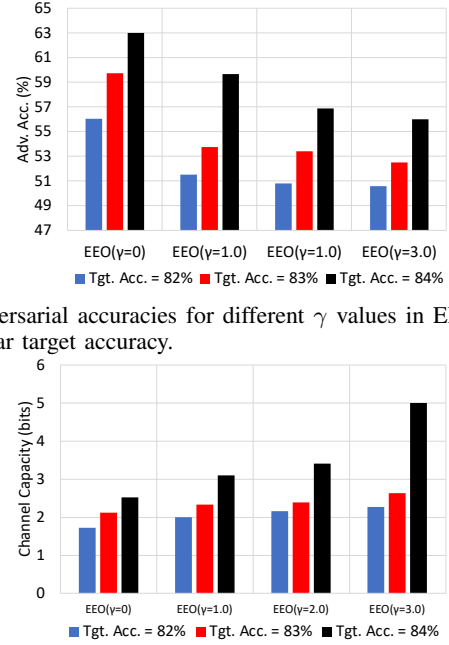 65
63
61
59
57
55
53
51
49
47
Adv. Acc. (%)
EEO(γ=0) EEO(γ=1.0) EEO(γ=1.0) EEO(γ=3.0)
Tgt. Acc. = 82% Tgt. Acc. = 83% Tgt. Acc. = 84%
ersarial accuracies for different γ values in
ar target accuracy.
6
5
4
3
2
1
0
Channel Capacity (bits)
EEO(γ=0) EEO(γ=1.0) EEO(γ=2.0) EEO(γ=3.0)
Tgt. Acc. = 82% Tgt. Acc. = 83% Tgt. Acc. = 84%